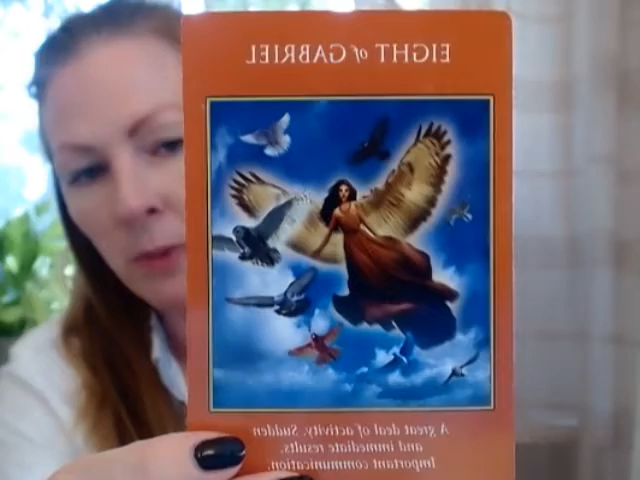 EIGHT of GABRIEL
A great deal of activity. Sudden
and immediate results.
Important communication.